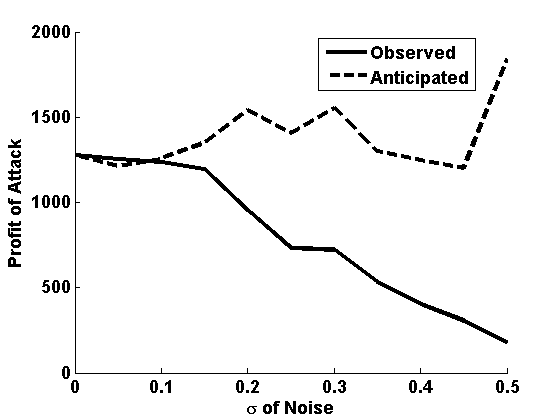 2000
1500
1000
500
0
Profit of Attack
Observed
Anticipated
0 0.1 0.2 0.3 0.4 0.5
σ of Noise